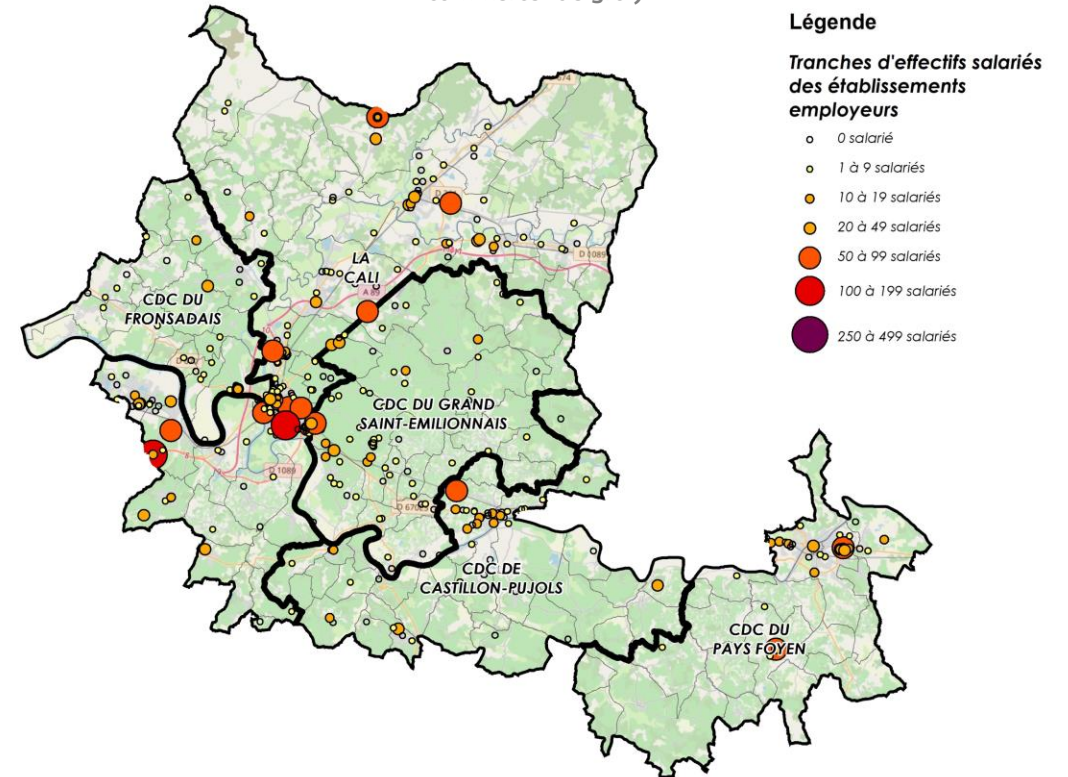 Légende
Tranches d'effectifs salariés
des établissements
employeurs
0 salarié
1 à 9 salariés
10 à 19 salariés
20 à 49 salariés
50 à 99 salariés
100 à 199 salariés
250 à 499 salariés
LA
CALI
A 89
D 1089
CDC DU
FRONSADAIS
CDC DU GRAND
SAINT-EMILIONNAIS
D 1089
CDC DE
CASTILLON-PUJOLS
CDC DU
PAYS FOYEN